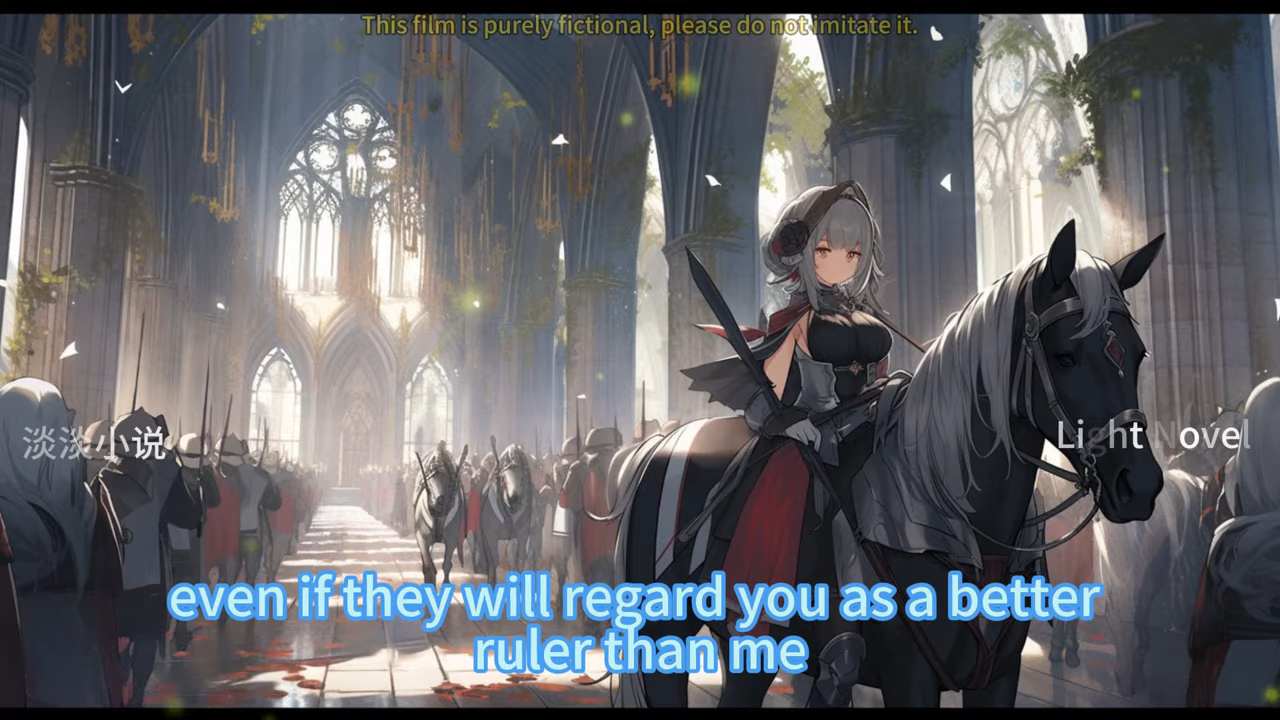 This film is purely fictional, please do not imitate it.
淡淡小说
Light Novel
even if they will regard you as a better
ruler than me